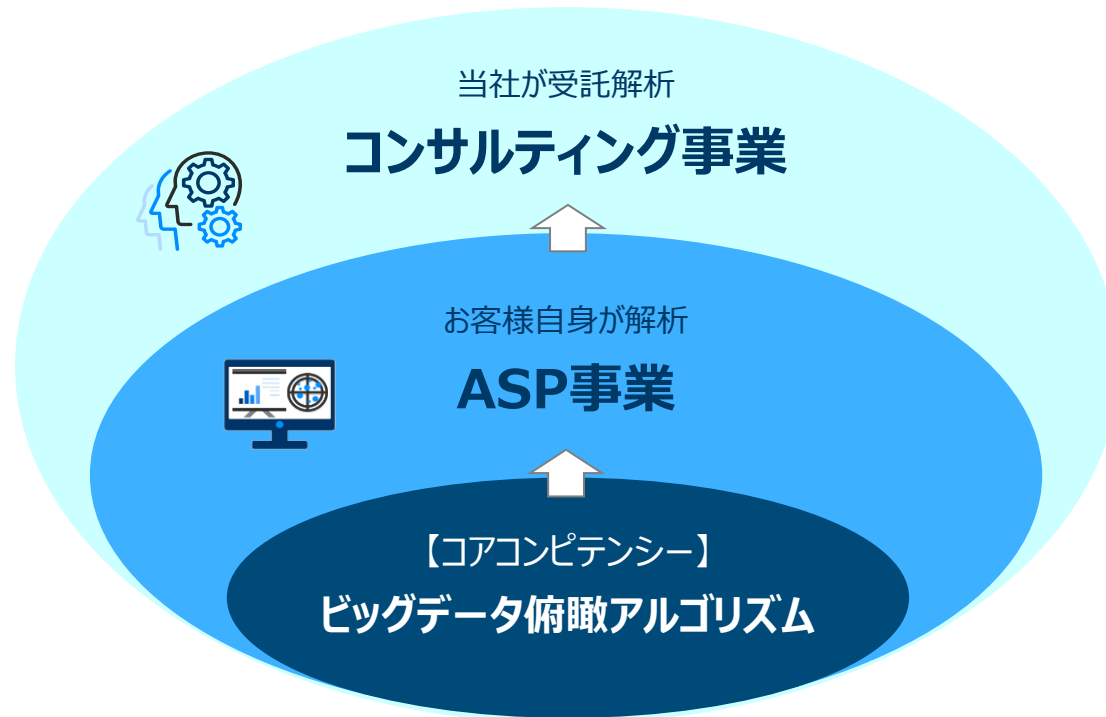 当社が受託解析
コンサルティング事業
お客様自身が解析
ASP事業
【コアコンピテンシー】
ビッグデータ俯瞰アルゴリズム